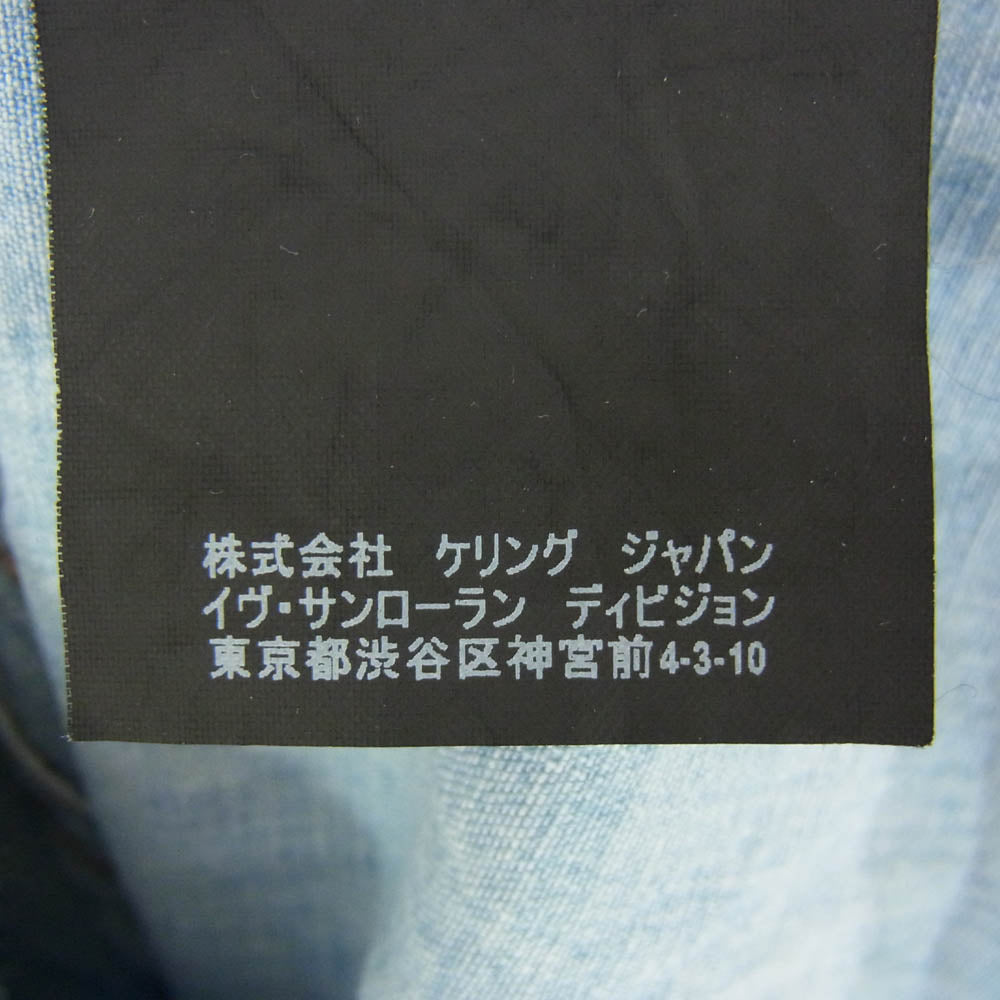 株式会社 ケリング ジャパン
イヴ・サンローラン ディビジョン
東京都渋谷区神宮前4-3-10